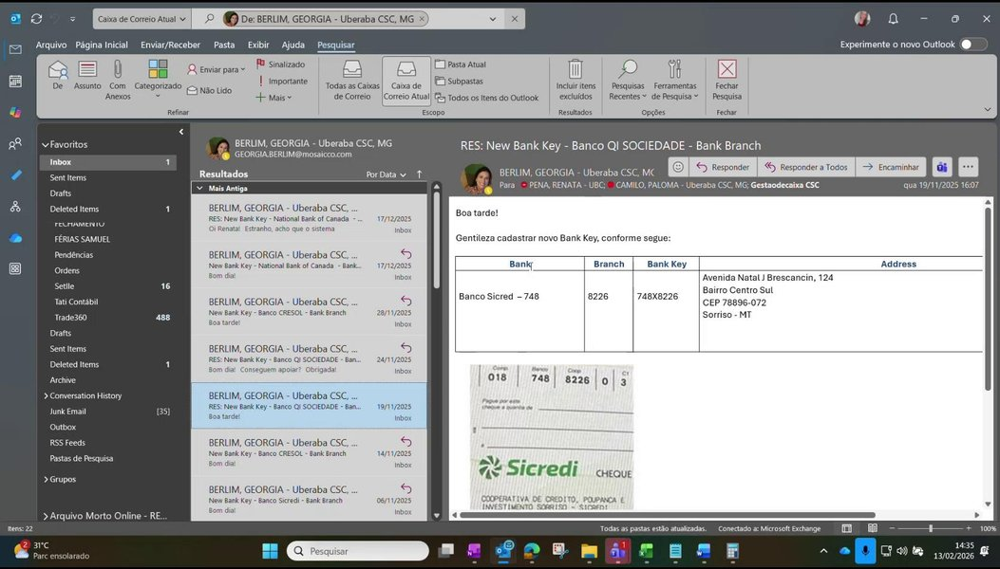 Caixa de Correio Atual
De: BERLIM, GEORGIA - Uberaba CSC, MG
Arquivo Página Inicial Enviar/Receber Pasta Exibir Ajuda Pesquisar
Experimente o novo Outlook
De
Assunto
Com Anexos
Categorizado
Enviar para
Não Lido
Sinalizado
Importante
Mais
Refinar
Todas as Caixas de Correio
Caixa de Correio Atual
Pasta Atual
Subpastas
Todos os Itens do Outlook
Escopo
Incluir itens excluídos
Resultados
Pesquisas Recentes
Ferramentas de Pesquisa
Opções
Fechar Pesquisa
Fechar
Favoritos
Inbox 1
Sent Items
Drafts
Deleted Items 1
FECHAMENTO
FÉRIAS SAMUEL
Pendências
Ordens
Setlle 16
Tati Contábil
Trade360 488
Drafts
Sent Items
Deleted Items 1
Archive
Conversation History
Junk Email [35]
Outbox
RSS Feeds
Pastas de Pesquisa
Grupos
Arquivo Morto Online - RE...
BERLIM, GEORGIA - Uberaba CSC, MG
GEORGIA.BERLIM@mosaicco.com
Resultados Por Data
Mais Antiga
BERLIM, GEORGIA - Uberaba CSC, ...
RES: New Bank Key - National Bank of Canada - ... 17/12/2025
Oi Renata! Estranho, acho que o sistema Inbox
BERLIM, GEORGIA - Uberaba CSC, ...
New Bank Key - National Bank of Canada - Bank... 17/12/2025
Bom dia! Inbox
BERLIM, GEORGIA - Uberaba CSC, ...
New Bank Key - Banco CRESOL - Bank Branch 28/11/2025
Boa tarde! Inbox
BERLIM, GEORGIA - Uberaba CSC, ...
RES: New Bank Key - Banco QI SOCIEDADE - Ban... 24/11/2025
Bom dia! Conseguem apoiar? Obrigada! Inbox
BERLIM, GEORGIA - Uberaba CSC, ...
RES: New Bank Key - Banco QI SOCIEDADE - Ban... 19/11/2025
Boa tarde! Inbox
BERLIM, GEORGIA - Uberaba CSC, ...
RES: New Bank Key - Banco CRESOL - Bank Branch 14/11/2025
Bom dia! Inbox
BERLIM, GEORGIA - Uberaba CSC, ...
New Bank Key - Banco Sicredi - Bank Branch 06/11/2025
Bom dia! Inbox
RES: New Bank Key - Banco QI SOCIEDADE - Bank Branch
BERLIM, GEORGIA - Uberaba CSC, MG
Responder
Responder a Todos
Encaminhar
Para PENA, RENATA - UBC; CAMILO, PALOMA - Uberaba CSC, MG; Gestaodecaixa CSC
qua 19/11/2025 16:07
Boa tarde!
Gentileza cadastrar novo Bank Key, conforme segue:
Bank Branch Bank Key Address
Banco Sicred – 748 8226 748X8226
Avenida Natal J Brescancin, 124
Bairro Centro Sul
CEP 78896-072
Sorriso - MT
Comp. Banco Coop
018 748 8226 0 3
Pague por este
cheque a quantia de
a
Sicredi CHEQUE
COOPERATIVA DE CREDITO, POUPANCA E
INVESTIMENTO SORRISO - SICREDI
Itens: 22
Todas as pastas estão atualizadas. Conectado a: Microsoft Exchange 100%
2
31°C
Parc ensolarado
Pesquisar
14:35
13/02/2026